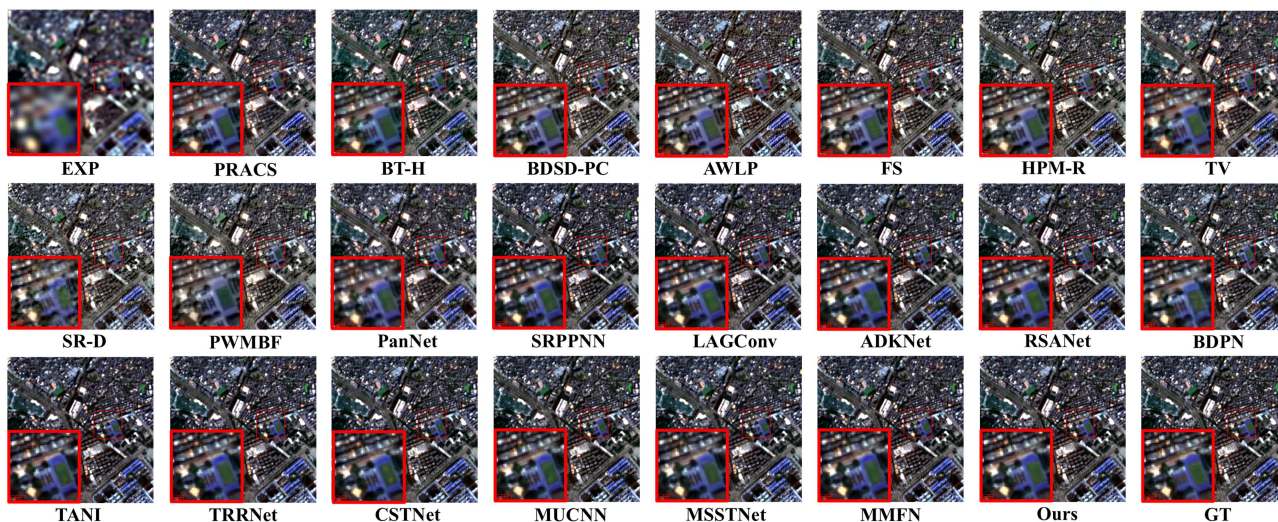 EXP PRACS BT-H BDSD-PC AWLP FS HPM-R TV
SR-D PWMBF PanNet SRPPNN LAGConv ADKNet RSANet BDPN
TANI TRRNet CSTNet MUCNN MSSTNet MMFN Ours GT